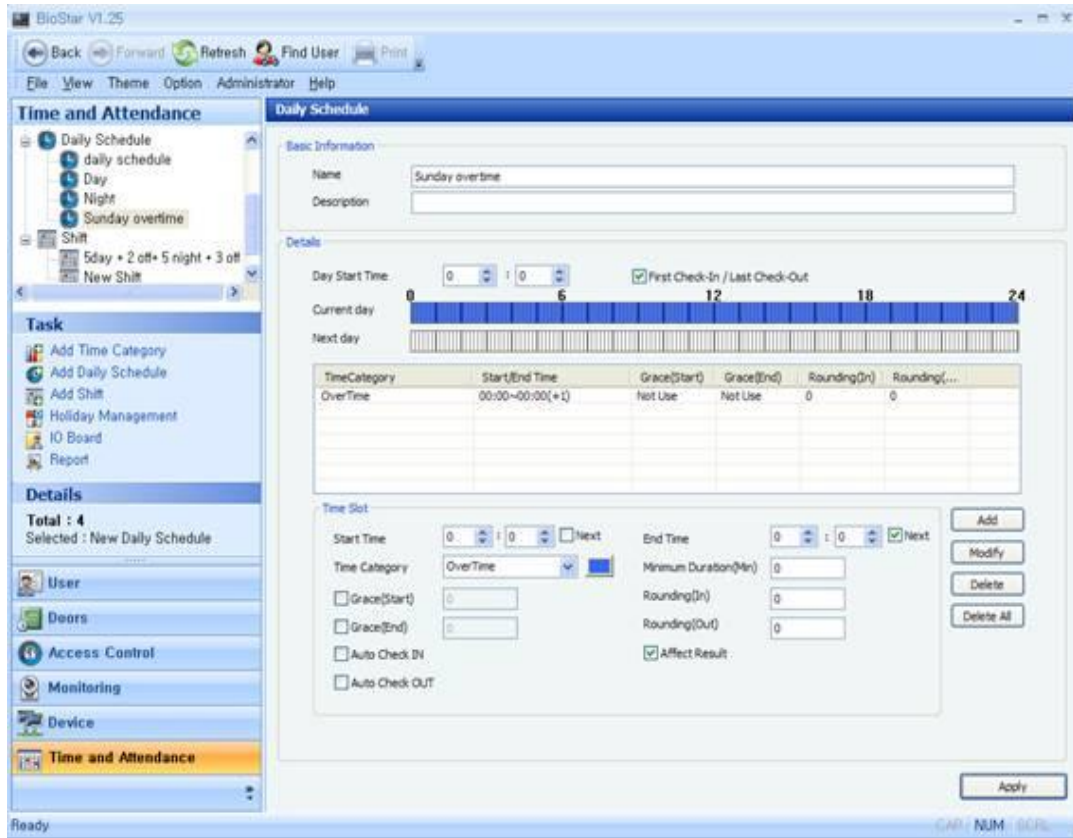 BioStar V1.25
Back Forward Refresh Find User Print
File View Theme Option Administrator Help
Time and Attendance
Daily Schedule
daily schedule
Day
Night
Sunday overtime
Shift
5day + 2 off+ 5 night + 3 off
New Shift
Task
Add Time Category
Add Daily Schedule
Add Shift
Holiday Management
IO Board
Report
Details
Total : 4
Selected : New Daily Schedule
User
Doors
Access Control
Monitoring
Device
Time and Attendance
Daily Schedule
Basic Information
Name Sunday overtime
Description
Details
Day Start Time 0 : 0 First Check-In / Last Check-Out
0 6 12 18 24
Current day
Next day
TimeCategory Start/End Time Grace(Start) Grace(End) Rounding(In) Rounding(...
OverTime 00:00~00:00(+1) Not Use Not Use 0 0
Time Slot
Start Time 0 : 0 Next End Time 0 : 0 Next
Time Category OverTime Minimum Duration(Min) 0
Grace(Start) 0 Rounding(In) 0
Grace(End) 0 Rounding(Out) 0
Auto Check IN Affect Result
Auto Check OUT
Add
Modify
Delete
Delete All
Apply
Ready CAP NUM SCRL